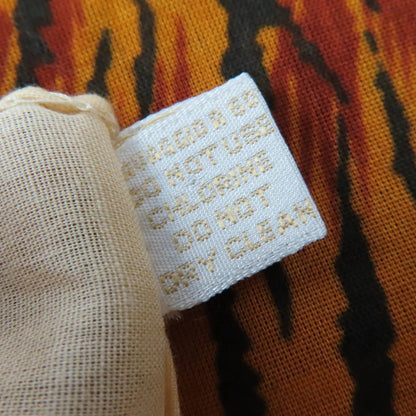 DO NOT USE
CHLORINE
DO NOT
DRY CLEAN